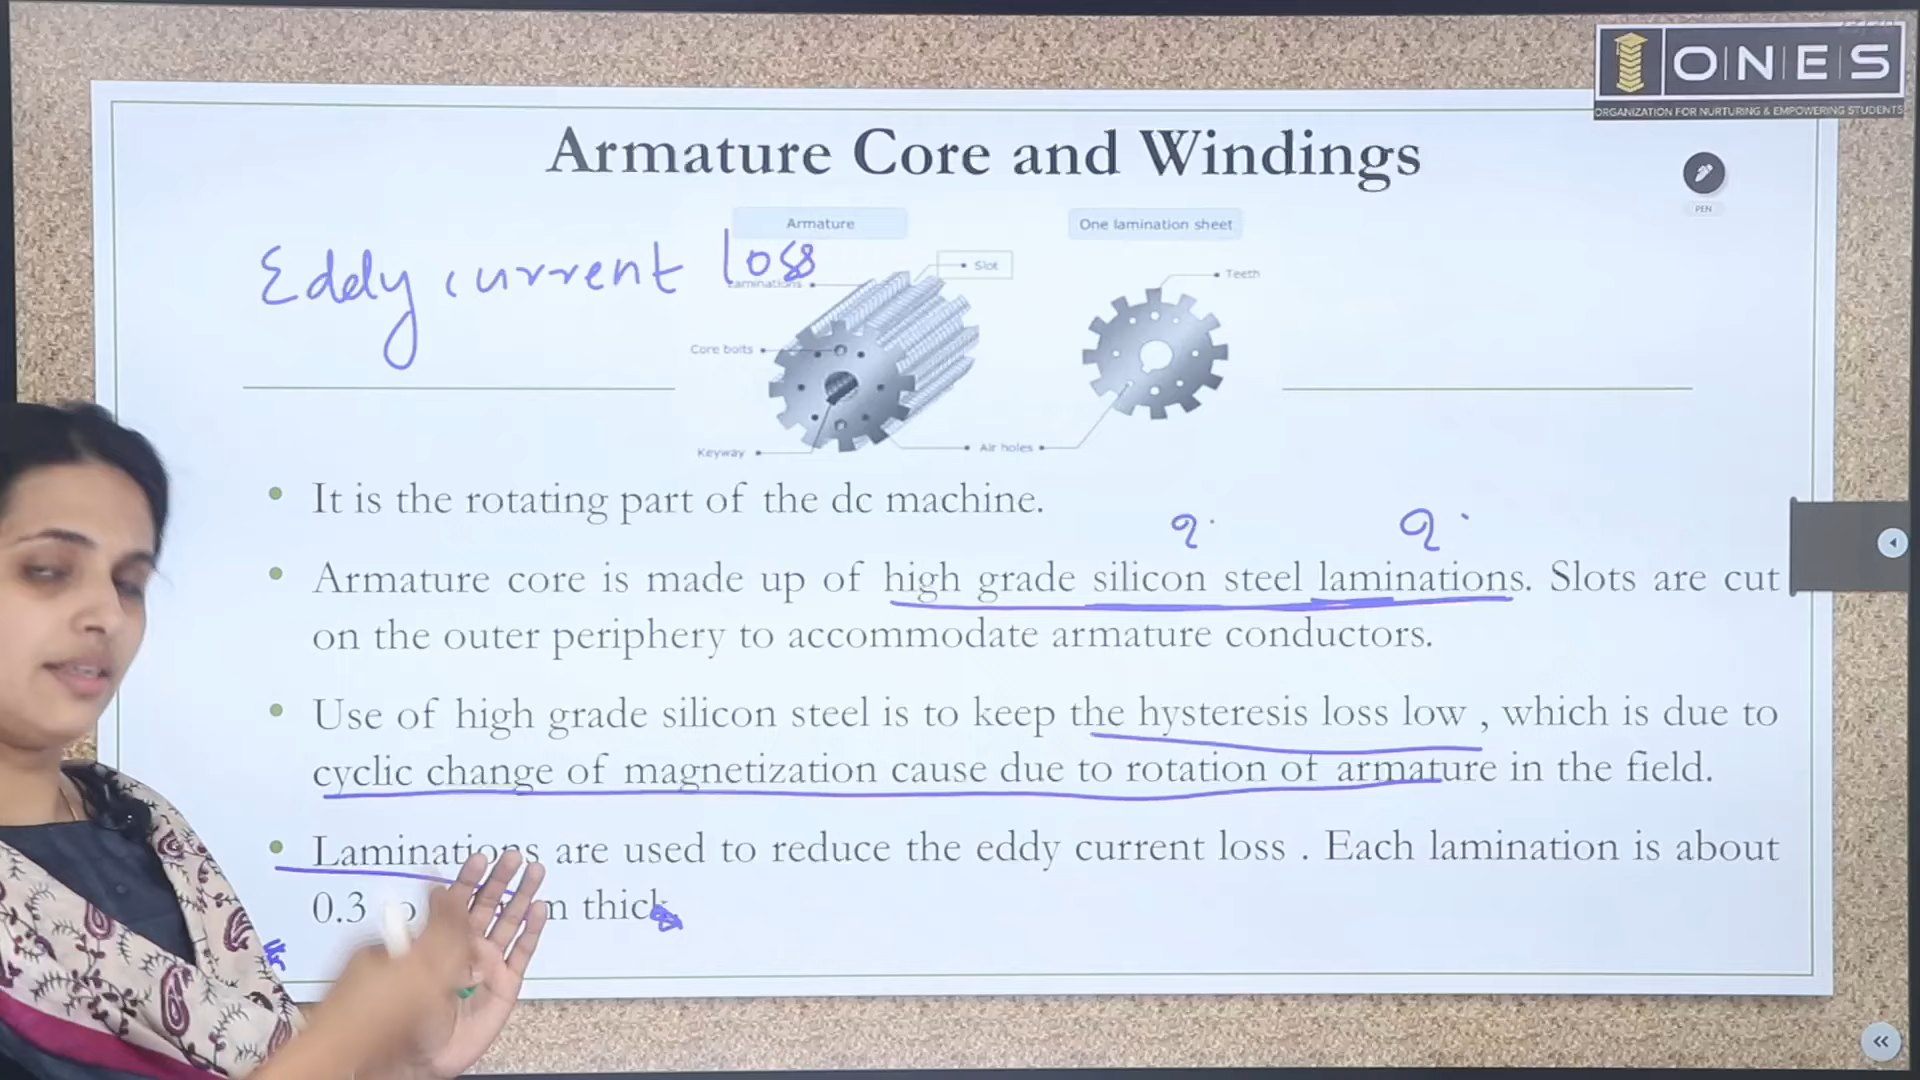 ONES
ORGANIZATION FOR NURTURING & EMPOWERING STUDENTS
Armature Core and Windings
PEN
Armature
One lamination sheet
Eddy current loss
Slot
Laminations
Teeth
Core bolts
Keyway
Air holes
• It is the rotating part of the dc machine.
• Armature core is made up of high grade silicon steel laminations. Slots are cut
on the outer periphery to accommodate armature conductors.
• Use of high grade silicon steel is to keep the hysteresis loss low , which is due to
cyclic change of magnetization cause due to rotation of armature in the field.
• Laminations are used to reduce the eddy current loss . Each lamination is about
0.3 thick